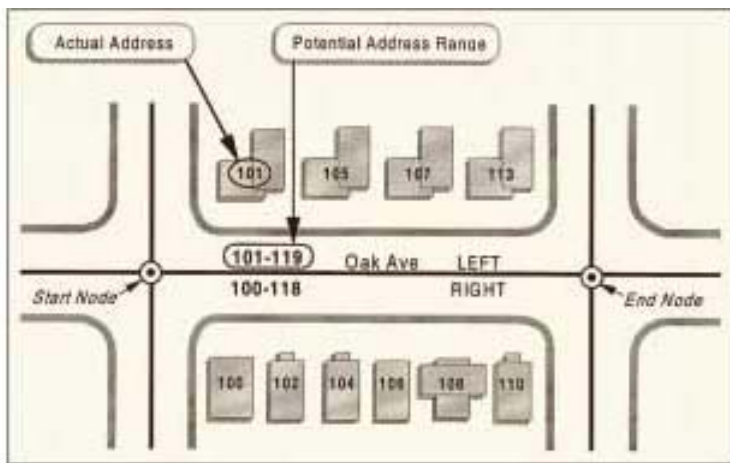 Actual Address
Potential Address Range
101
105
107
113
101-119
Oak Ave
LEFT
Start Node
100-118
RIGHT
End Node
100
102
104
106
108
110